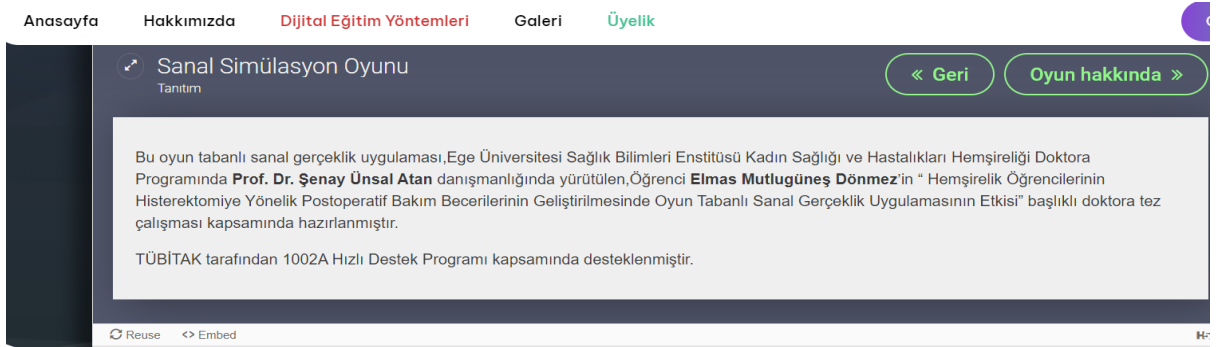 Anasayfa Hakkımızda Dijital Eğitim Yöntemleri Galeri Üyelik
Sanal Simülasyon Oyunu
Tanıtım
« Geri
Oyun hakkında »
Bu oyun tabanlı sanal gerçeklik uygulaması,Ege Üniversitesi Sağlık Bilimleri Enstitüsü Kadın Sağlığı ve Hastalıkları Hemşireliği Doktora
Programında Prof. Dr. Şenay Ünsal Atan danışmanlığında yürütülen,Öğrenci Elmas Mutlugüneş Dönmez'in “ Hemşirelik Öğrencilerinin
Histerektomiye Yönelik Postoperatif Bakım Becerilerinin Geliştirilmesinde Oyun Tabanlı Sanal Gerçeklik Uygulamasının Etkisi” başlıklı doktora tez
çalışması kapsamında hazırlanmıştır.
TÜBİTAK tarafından 1002A Hızlı Destek Programı kapsamında desteklenmiştir.
Reuse <> Embed